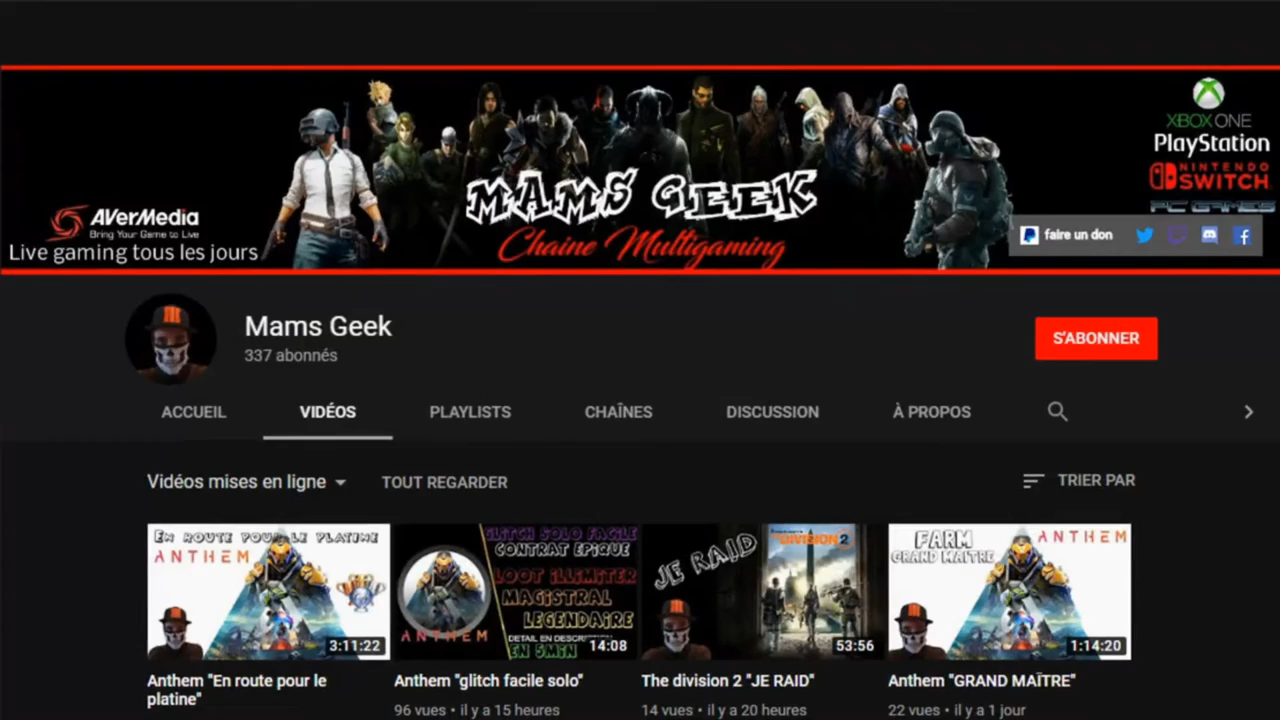 XBOX ONE
PlayStation
NINTENDO
SWITCH
PC GAMES
MAMS GEEK
Chaine Multigaming
AVerMedia
Bring Your Game to Live
Live gaming tous les jours
faire un don
Mams Geek
337 abonnés
S'ABONNER
ACCUEIL VIDÉOS PLAYLISTS CHAÎNES DISCUSSION À PROPOS
Vidéos mises en ligne TOUT REGARDER TRIER PAR
EN ROUTE POUR LE PLATINE
ANTHEM
3:11:22
GLITCH SOLO FACILE
CONTRAT EPIQUE
LOOT ILLIMITER
MAGISTRAL
LEGENDAIRE
ANTHEM
DETAIL EN DESCRIPTION
EN 5MIN
14:08
JE RAID
DIVISION 2
53:56
FARM
GRAND MAÎTRE
ANTHEM
1:14:20
Anthem "En route pour le
platine"
Anthem "glitch facile solo"
96 vues • il y a 15 heures
The division 2 "JE RAID"
14 vues • il y a 20 heures
Anthem "GRAND MAÎTRE"
22 vues • il y a 1 jour